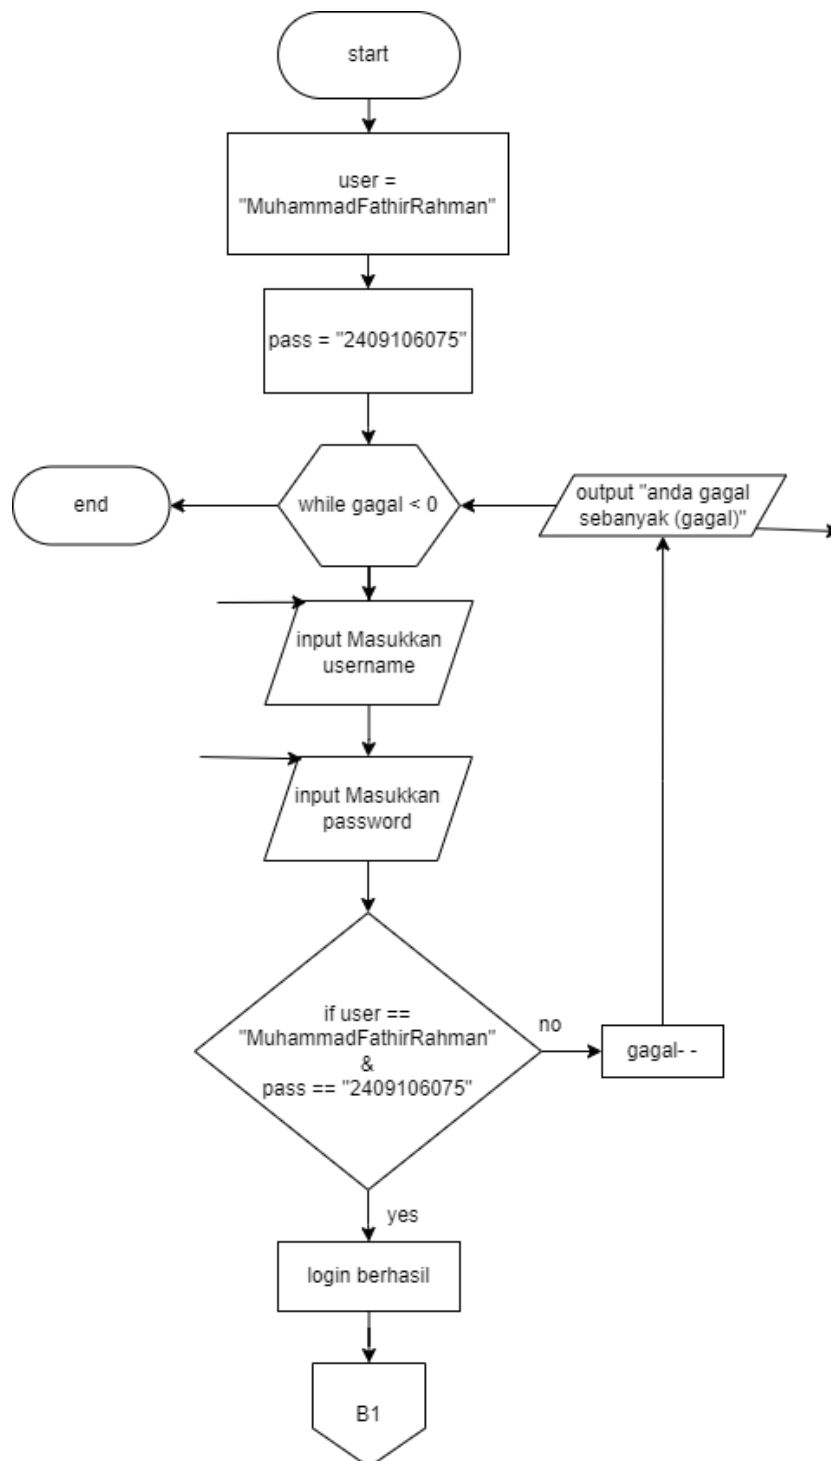 start
user =
"MuhammadFathirRahman"
pass = "2409106075"
end
while gagal < 0
output "anda gagal
sebanyak (gagal)"
input Masukkan
username
input Masukkan
password
if user ==
"MuhammadFathirRahman"
&
pass == "2409106075"
no
gagal- -
yes
login berhasil
B1